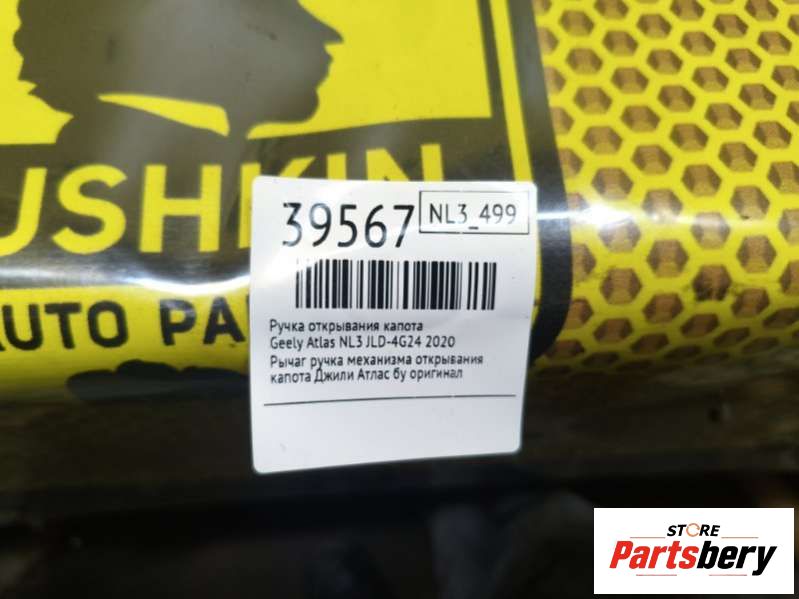 USHKIN
AUTO PA
39567
NL3_499
Ручка открывания капота
Geely Atlas NL3 JLD-4G24 2020
Рычаг ручка механизма открывания
капота Джили Атлас бу оригинал
STORE
Partsbery